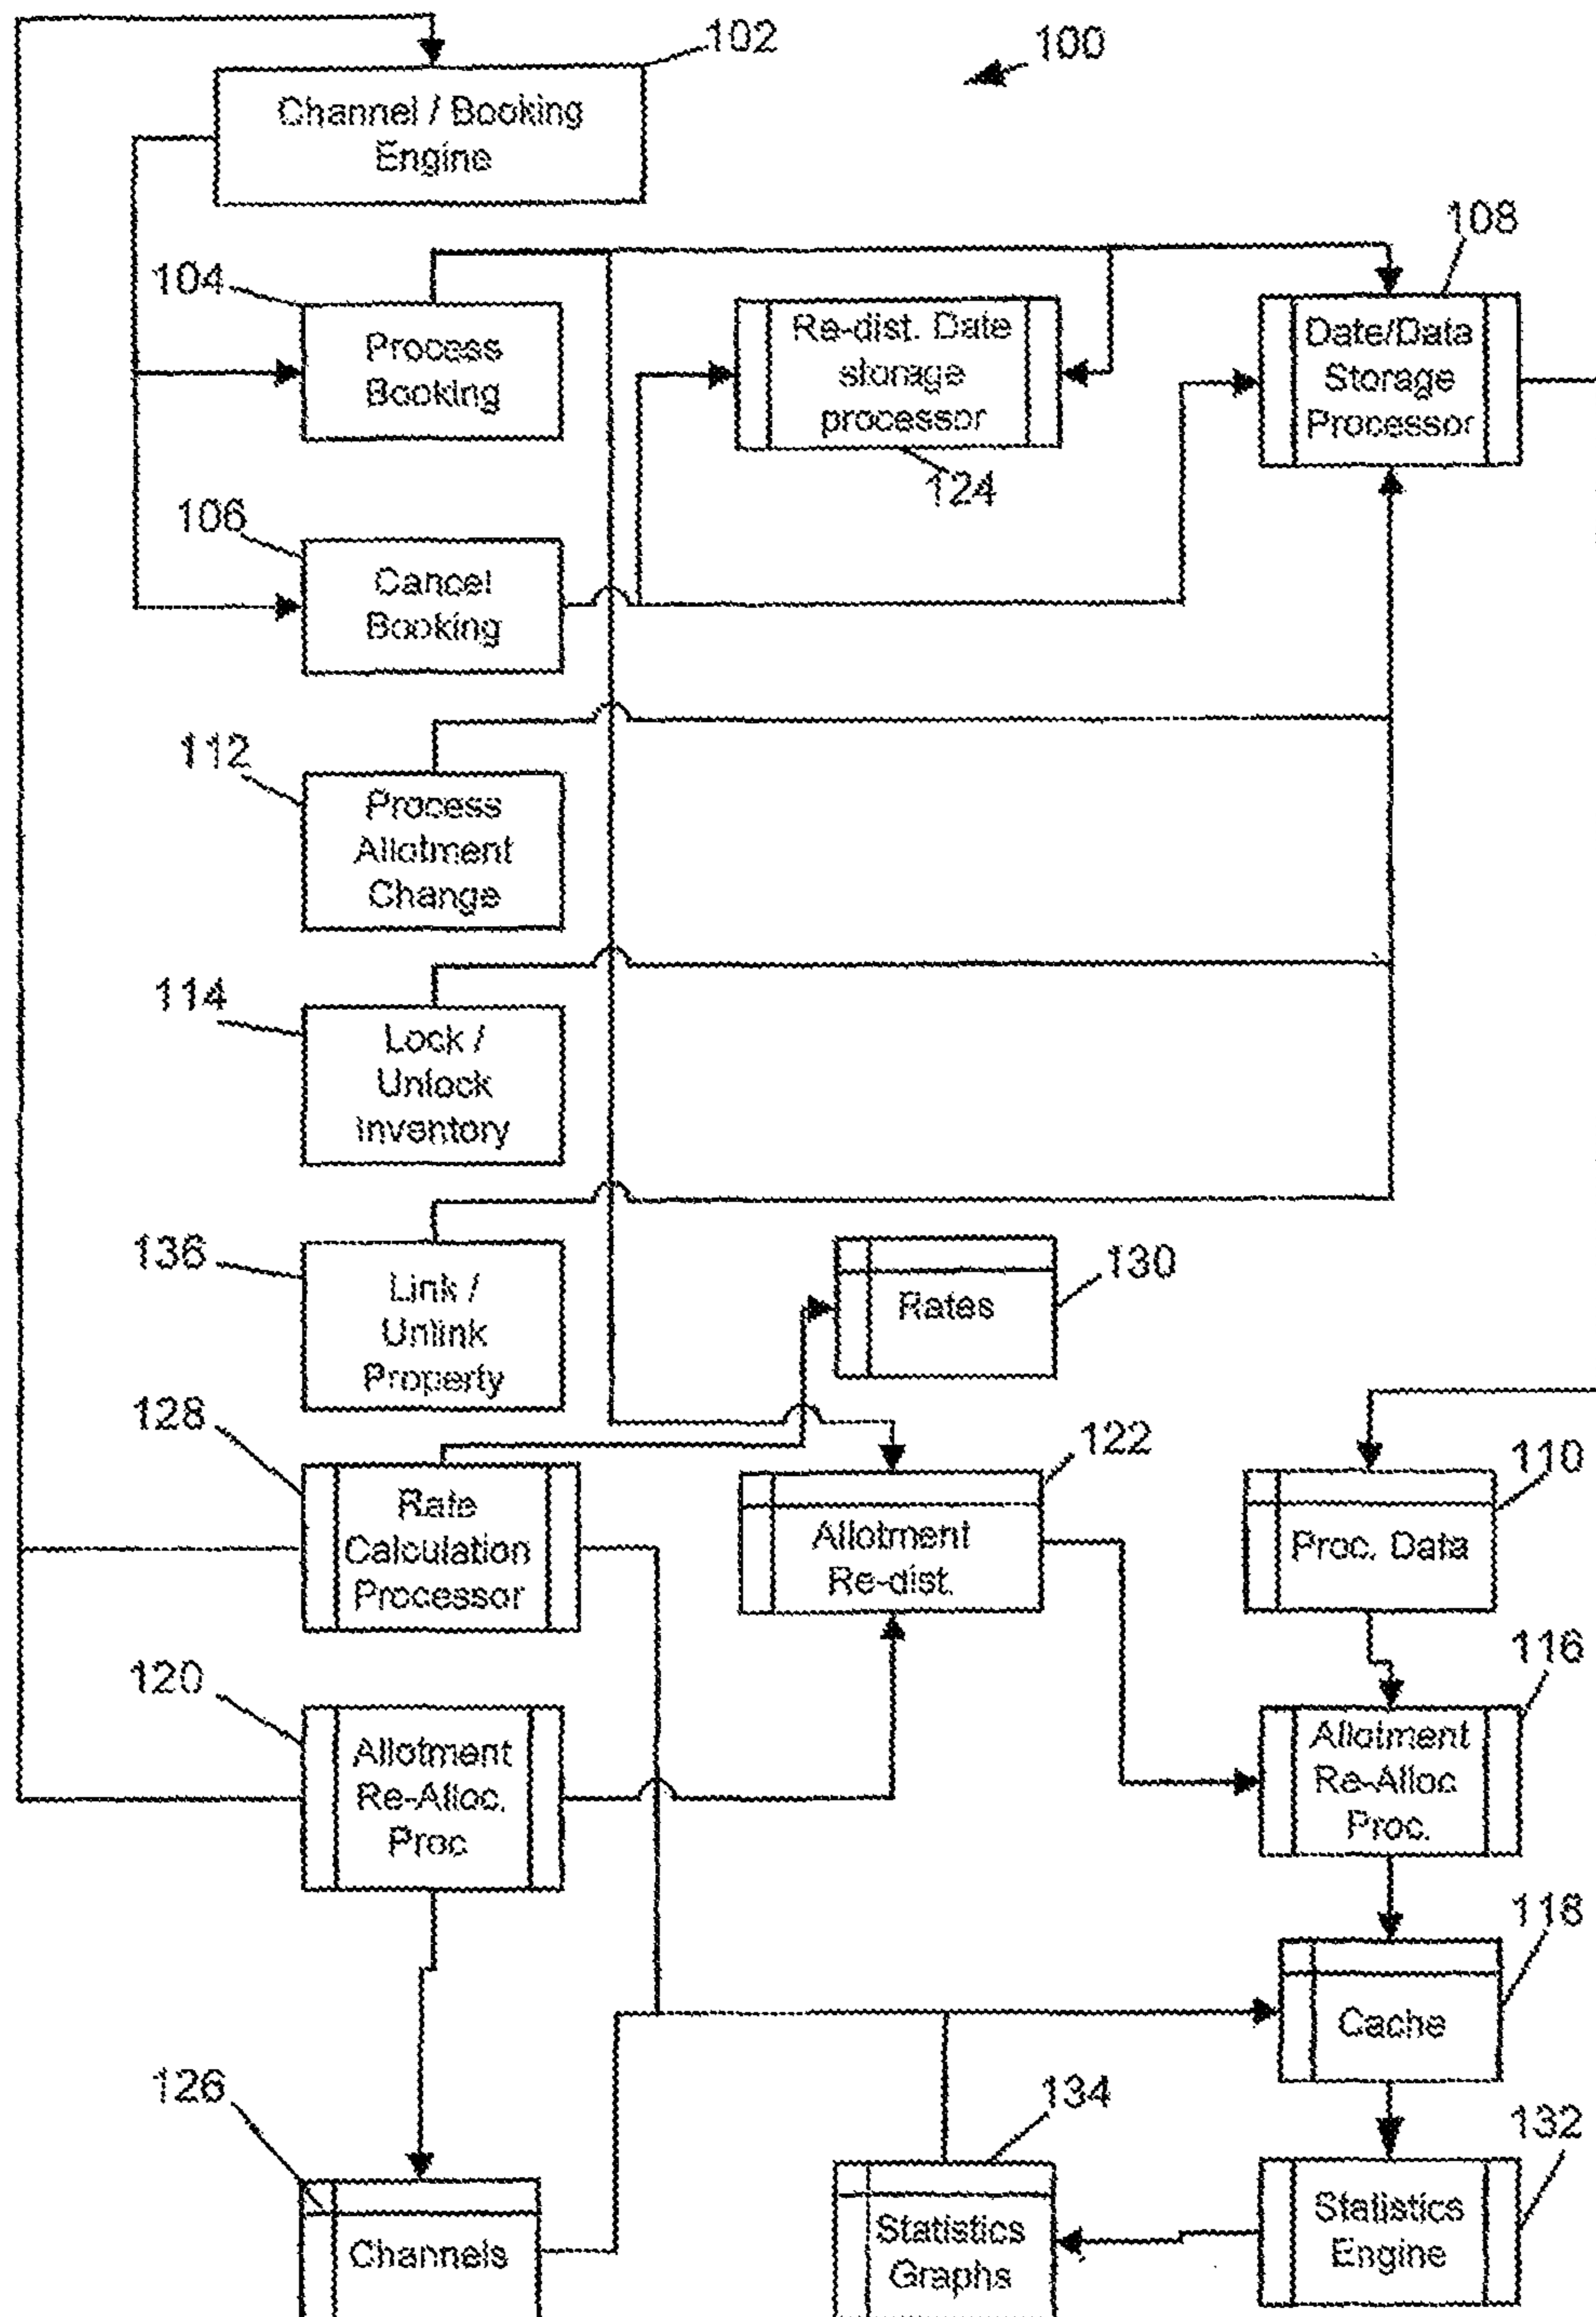 102
100
Channel / Booking
Engine
108
104
Process
Booking
Re-dist. Date
storage
processor
124
Date/Data
Storage
Processor
106
Cancel
Booking
112
Process
Allotment
Change
114
Lock /
Unlock
Inventory
136
Link /
Unlink
Property
130
Rates
128
Rate
Calculation
Processor
122
Allotment
Re-dist.
110
Proc. Data
120
Allotment
Re-Alloc.
Proc
116
Allotment
Re-Alloc
Proc.
118
Cache
126
Channels
134
Statistics
Graphs
132
Statistics
Engine